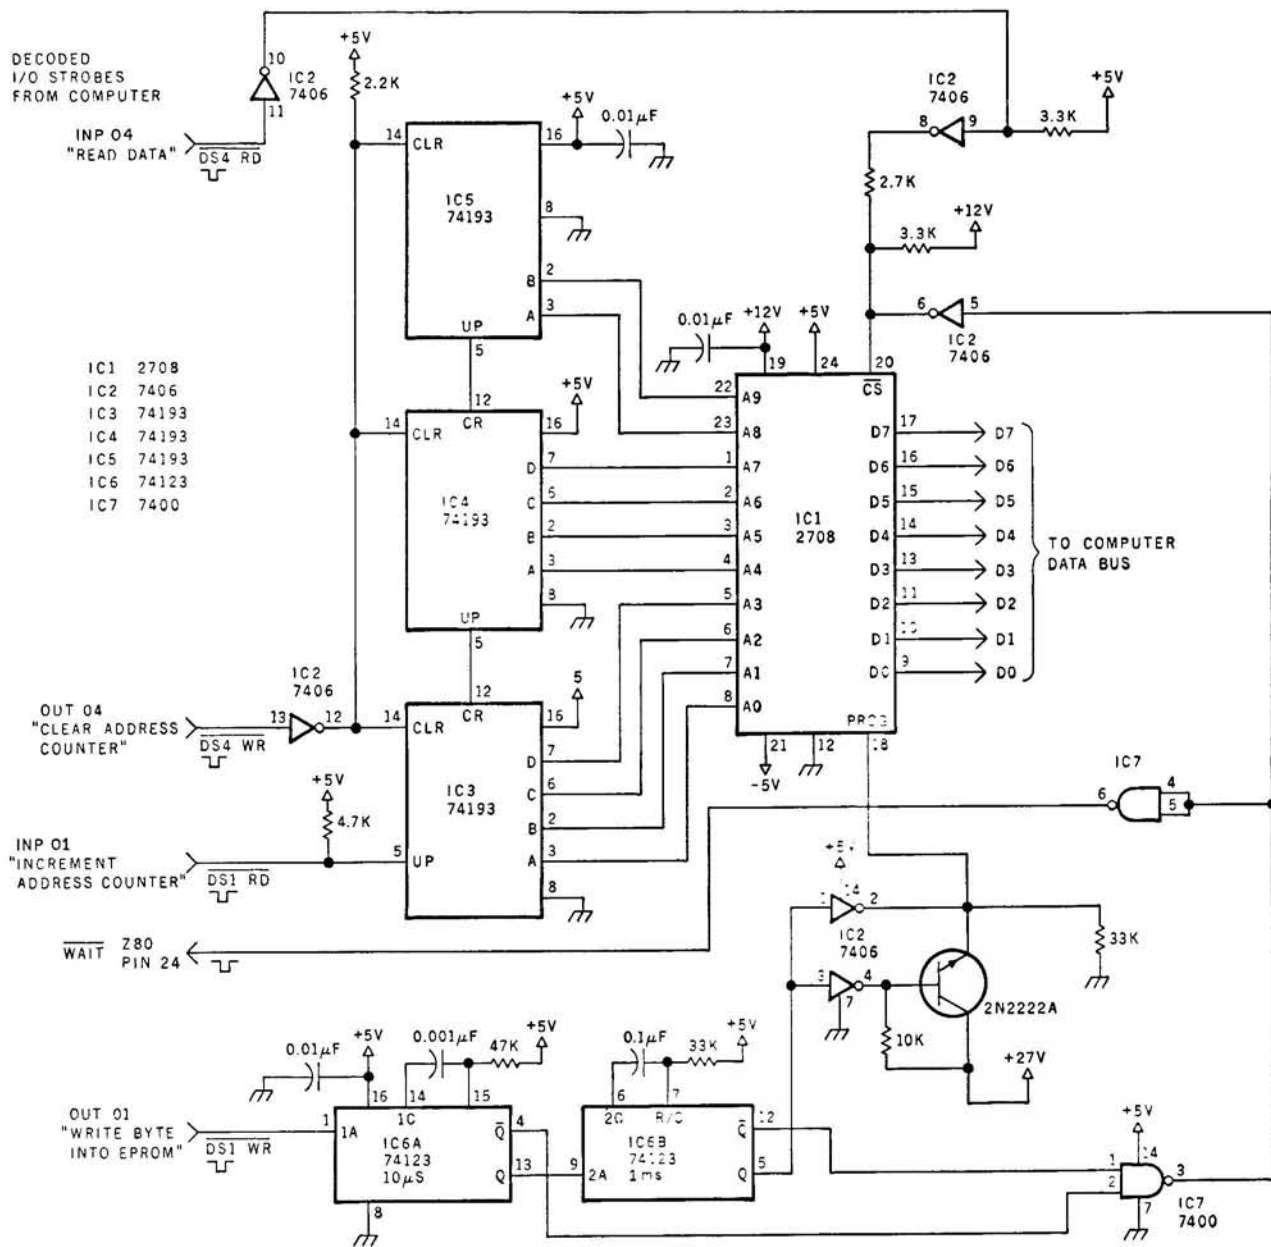 DECODED
I/O STROBES
FROM COMPUTER
INP 04
"READ DATA"
DS4 RD
10
11
IC2
7406
+5V
2.2K
14
CLR
IC5
74193
16
+5V
0.01µF
8
B
2
A
3
UP
5
IC2
7406
8
9
3.3K
+5V
2.7K
3.3K
+12V
6
5
IC2
7406
IC1 2708
IC2 7406
IC3 74193
IC4 74193
IC5 74193
IC6 74123
IC7 7400
12
CR
14
CLR
16
+5V
IC4
74193
D
7
C
6
B
2
A
3
8
UP
5
0.01µF
+12V
+5V
19
24
20
CS
22
A9
23
A8
1
A7
2
A6
3
A5
4
A4
5
A3
6
A2
7
A1
8
A0
IC1
2708
D7
17
D7
D6
16
D6
D5
15
D5
D4
14
D4
D3
13
D3
D2
11
D2
D1
10
D1
D0
9
D0
TO COMPUTER
DATA BUS
PROG
21
12
18
-5V
OUT 04
"CLEAR ADDRESS
COUNTER"
DS4 WR
IC2
7406
13
12
12
CR
14
CLR
16
5
IC3
74193
D
7
C
6
B
2
A
3
8
5
UP
+5V
4.7K
INP 01
"INCREMENT
ADDRESS COUNTER"
DS1 RD
WAIT Z80
PIN 24
IC7
6
4
5
+5V
1
14
2
IC2
7406
3
4
7
33K
2N2222A
10K
+27V
0.01µF
+5V
0.001µF
47K
+5V
0.1µF
33K
+5V
16
14
15
6
7
OUT 01
"WRITE BYTE
INTO EPROM"
DS1 WR
1
1A
1C
IC6A
74123
10µS
Q
4
Q
13
8
9
2A
2C
R/C
IC6B
74123
1ms
Q
12
Q
5
+5V
14
1
2
3
7
IC7
7400